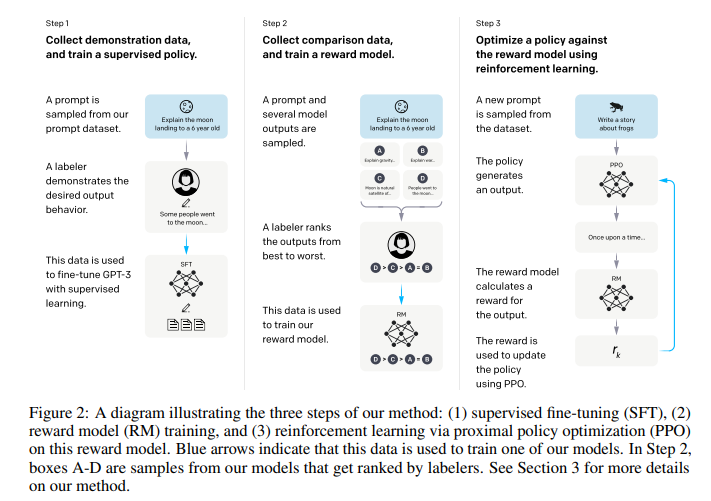 Step 1
Collect demonstration data,
and train a supervised policy.
A prompt is
sampled from our
prompt dataset.
Explain the moon
landing to a 6 year old
A labeler
demonstrates the
desired output
behavior.
Some people went
to the moon...
This data is used
to fine-tune GPT-3
with supervised
learning.
SFT
Step 2
Collect comparison data,
and train a reward model.
A prompt and
several model
outputs are
sampled.
Explain the moon
landing to a 6 year old
A
Explain gravity...
B
Explain war...
C
Moon is natural
satellite of...
D
People went to
the moon...
A labeler ranks
the outputs from
best to worst.
D > C > A = B
This data is used
to train our
reward model.
RM
D > C > A = B
Step 3
Optimize a policy against
the reward model using
reinforcement learning.
A new prompt
is sampled from
the dataset.
Write a story
about frogs
The policy
generates
an output.
PPO
Once upon a time...
The reward model
calculates a
reward for
the output.
RM
The reward is
used to update
the policy
using PPO.
rk
Figure 2: A diagram illustrating the three steps of our method: (1) supervised fine-tuning (SFT), (2)
reward model (RM) training, and (3) reinforcement learning via proximal policy optimization (PPO)
on this reward model. Blue arrows indicate that this data is used to train one of our models. In Step 2,
boxes A-D are samples from our models that get ranked by labelers. See Section 3 for more details
on our method.